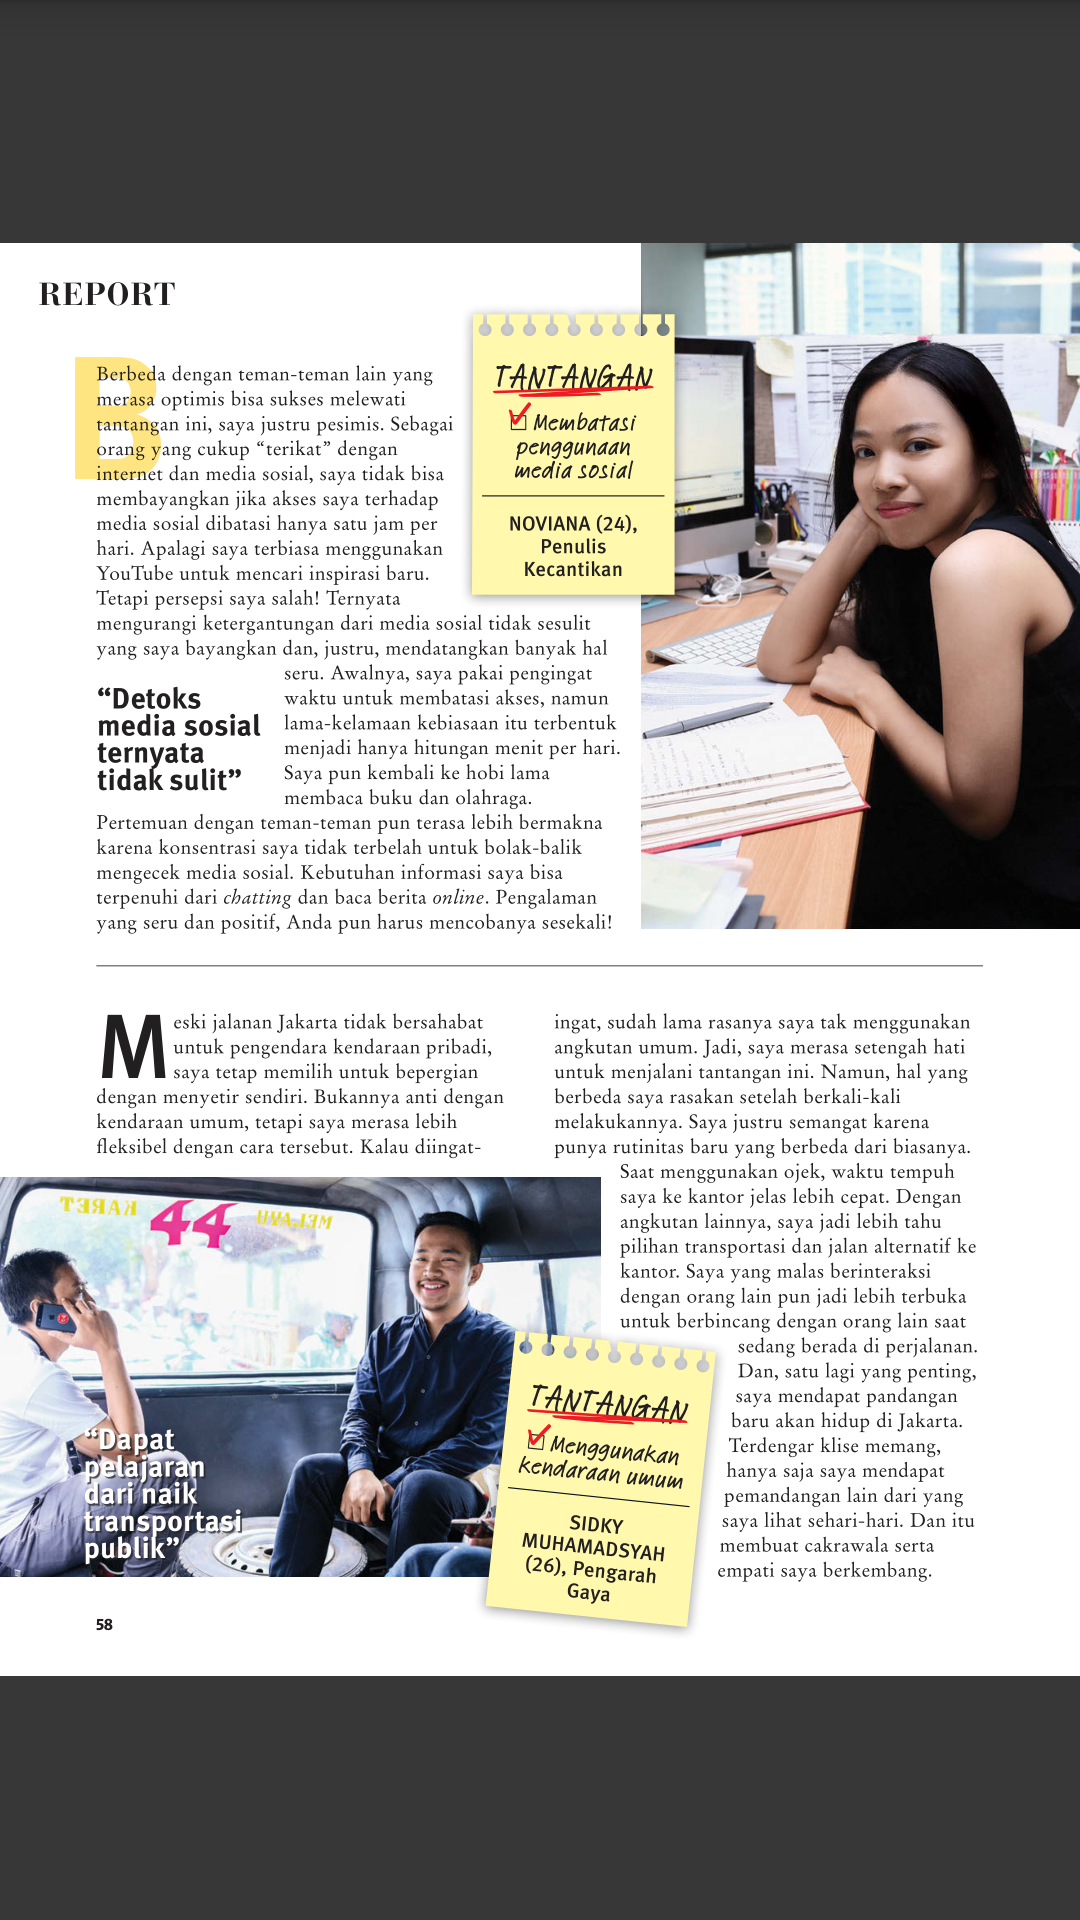 REPORT
Berbeda dengan teman-teman lain yang
merasa optimis bisa sukses melewati
tantangan ini, saya justru pesimis. Sebagai
orang yang cukup “terikat” dengan
internet dan media sosial, saya tidak bisa
membayangkan jika akses saya terhadap
media sosial dibatasi hanya satu jam per
hari. Apalagi saya terbiasa menggunakan
YouTube untuk mencari inspirasi baru.
Tetapi persepsi saya salah! Ternyata
mengurangi ketergantungan dari media sosial tidak sesulit
yang saya bayangkan dan, justru, mendatangkan banyak hal
seru. Awalnya, saya pakai pengingat
waktu untuk membatasi akses, namun
lama-kelamaan kebiasaan itu terbentuk
menjadi hanya hitungan menit per hari.
Saya pun kembali ke hobi lama
membaca buku dan olahraga.
Pertemuan dengan teman-teman pun terasa lebih bermakna
karena konsentrasi saya tidak terbelah untuk bolak-balik
mengecek media sosial. Kebutuhan informasi saya bisa
terpenuhi dari chatting dan baca berita online. Pengalaman
yang seru dan positif, Anda pun harus mencobanya sesekali!
“Detoks
media sosial
ternyata
tidak sulit”
TANTANGAN
Membatasi
penggunaan
media sosial
NOVIANA (24),
Penulis
Kecantikan
Meski jalanan Jakarta tidak bersahabat
untuk pengendara kendaraan pribadi,
saya tetap memilih untuk bepergian
dengan menyetir sendiri. Bukannya anti dengan
kendaraan umum, tetapi saya merasa lebih
fleksibel dengan cara tersebut. Kalau diingat-
ingat, sudah lama rasanya saya tak menggunakan
angkutan umum. Jadi, saya merasa setengah hati
untuk menjalani tantangan ini. Namun, hal yang
berbeda saya rasakan setelah berkali-kali
melakukannya. Saya justru semangat karena
punya rutinitas baru yang berbeda dari biasanya.
Saat menggunakan ojek, waktu tempuh
saya ke kantor jelas lebih cepat. Dengan
angkutan lainnya, saya jadi lebih tahu
pilihan transportasi dan jalan alternatif ke
kantor. Saya yang malas berinteraksi
dengan orang lain pun jadi lebih terbuka
untuk berbincang dengan orang lain saat
sedang berada di perjalanan.
Dan, satu lagi yang penting,
saya mendapat pandangan
baru akan hidup di Jakarta.
Terdengar klise memang,
hanya saja saya mendapat
pemandangan lain dari yang
saya lihat sehari-hari. Dan itu
membuat cakrawala serta
empati saya berkembang.
KARET
44
MELAYU
“Dapat
pelajaran
dari naik
transportasi
publik”
TANTANGAN
Menggunakan
kendaraan umum
SIDKY
MUHAMADSYAH
(26), Pengarah
Gaya
58